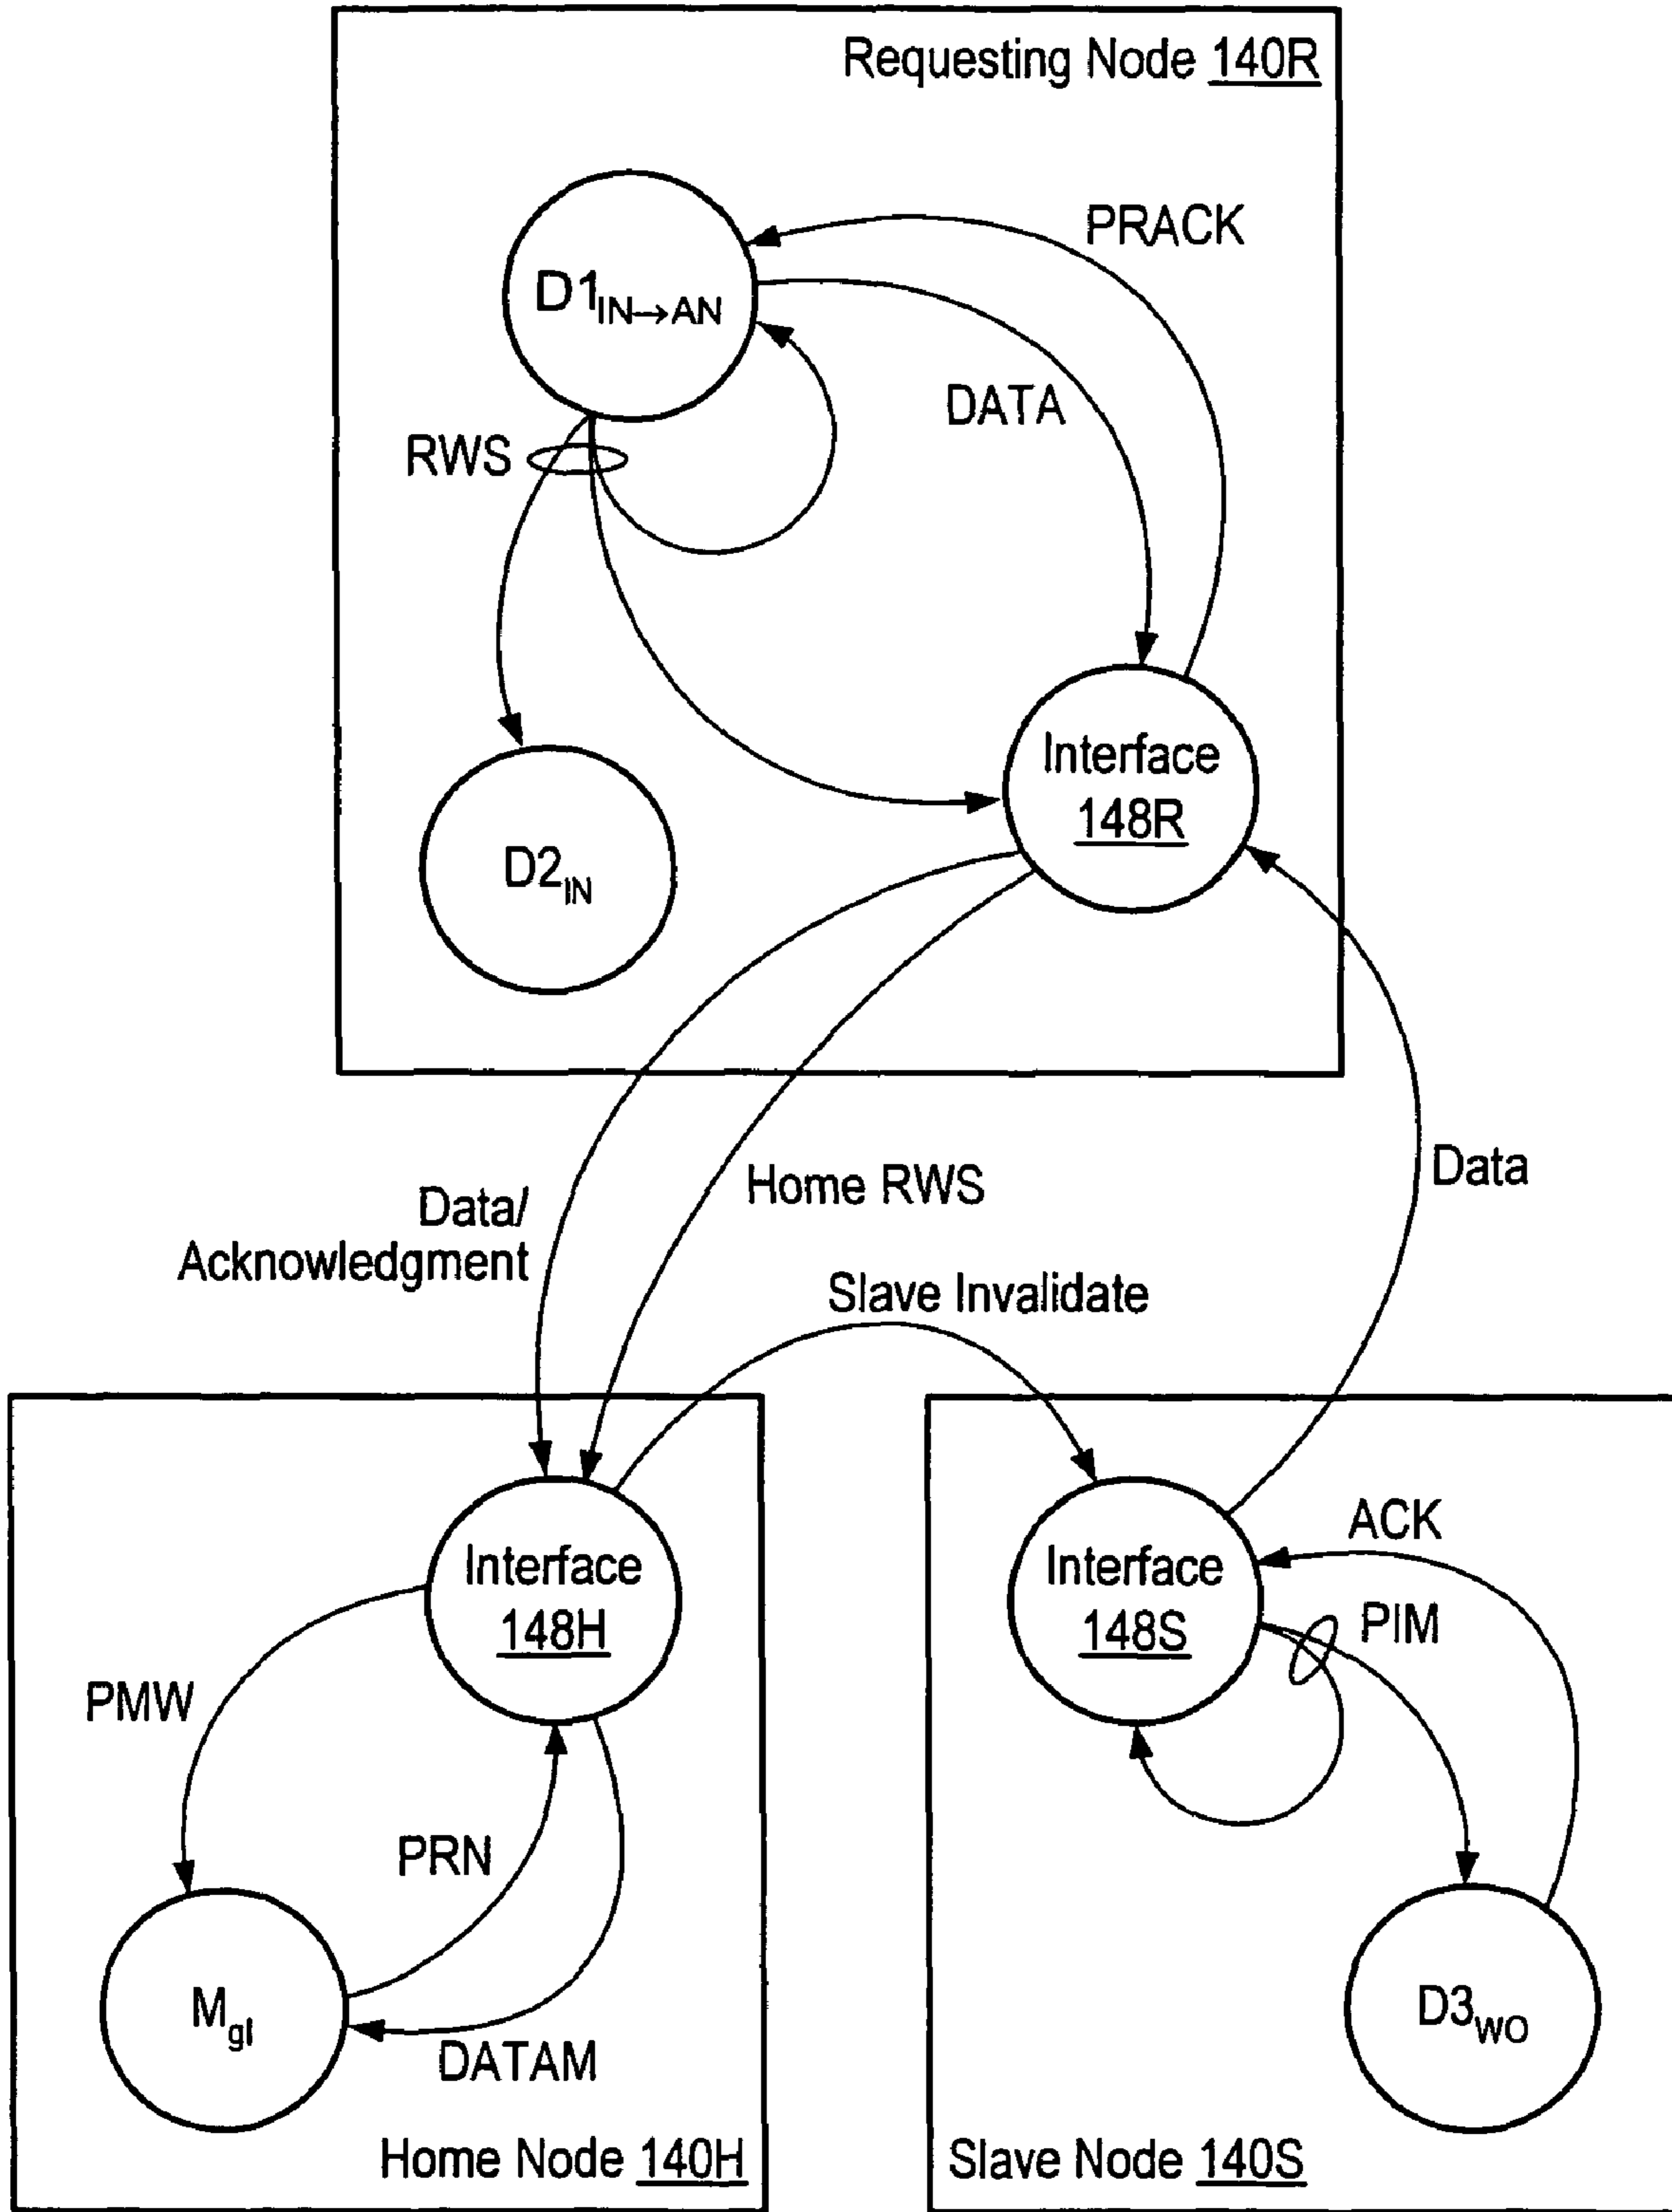 Requesting Node 140R
PRACK
D1IN→AN
DATA
RWS
Interface
148R
D2IN
Data/
Acknowledgment
Home RWS
Data
Slave Invalidate
Interface
148H
Interface
148S
ACK
PIM
PMW
PRN
Mgl
DATAM
D3WO
Home Node 140H
Slave Node 140S